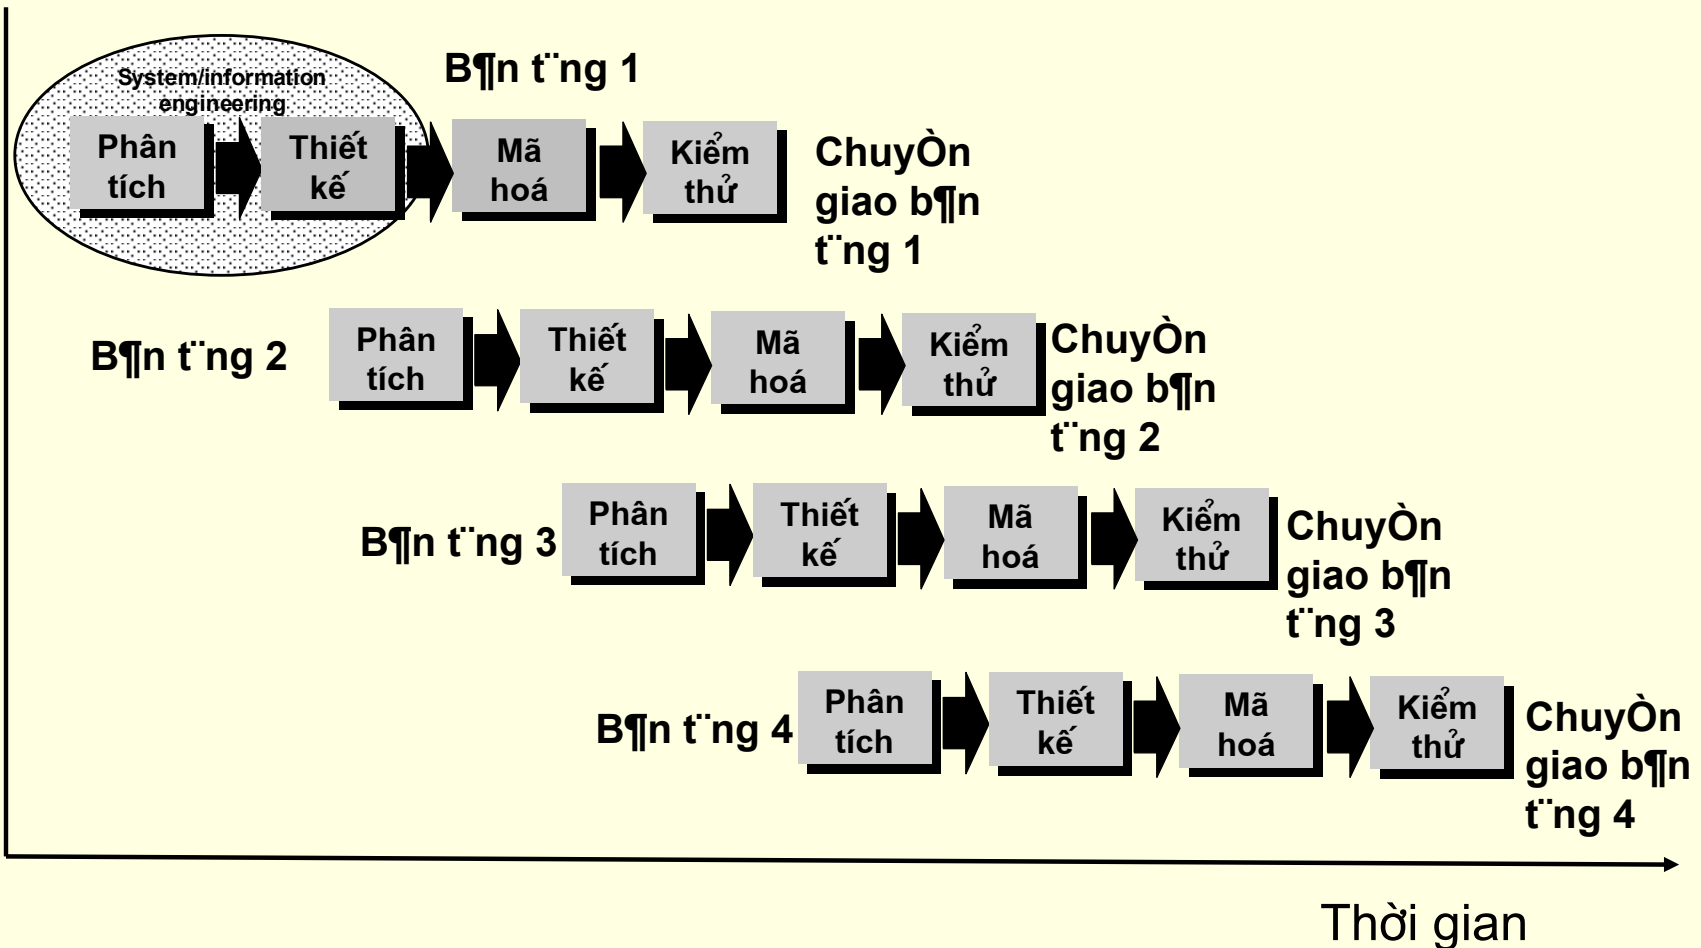 System/information
engineering
B¶n t¨ng 1
Phân
tích
Thiết
kế
Mã
hoá
Kiểm
thử
ChuyÒn
giao b¶n
t¨ng 1
B¶n t¨ng 2
Phân
tích
Thiết
kế
Mã
hoá
Kiểm
thử
ChuyÒn
giao b¶n
t¨ng 2
B¶n t¨ng 3
Phân
tích
Thiết
kế
Mã
hoá
Kiểm
thử
ChuyÒn
giao b¶n
t¨ng 3
B¶n t¨ng 4
Phân
tích
Thiết
kế
Mã
hoá
Kiểm
thử
ChuyÒn
giao b¶n
t¨ng 4
Thời gian